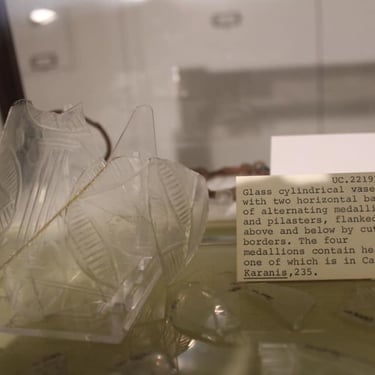 UC.2219
Glass cylindrical vase
with two horizontal ba
of alternating medalli
and pilasters, flanked
above and below by cut
borders. The four
medallions contain he
one of which is in Ca
Karanis,235.